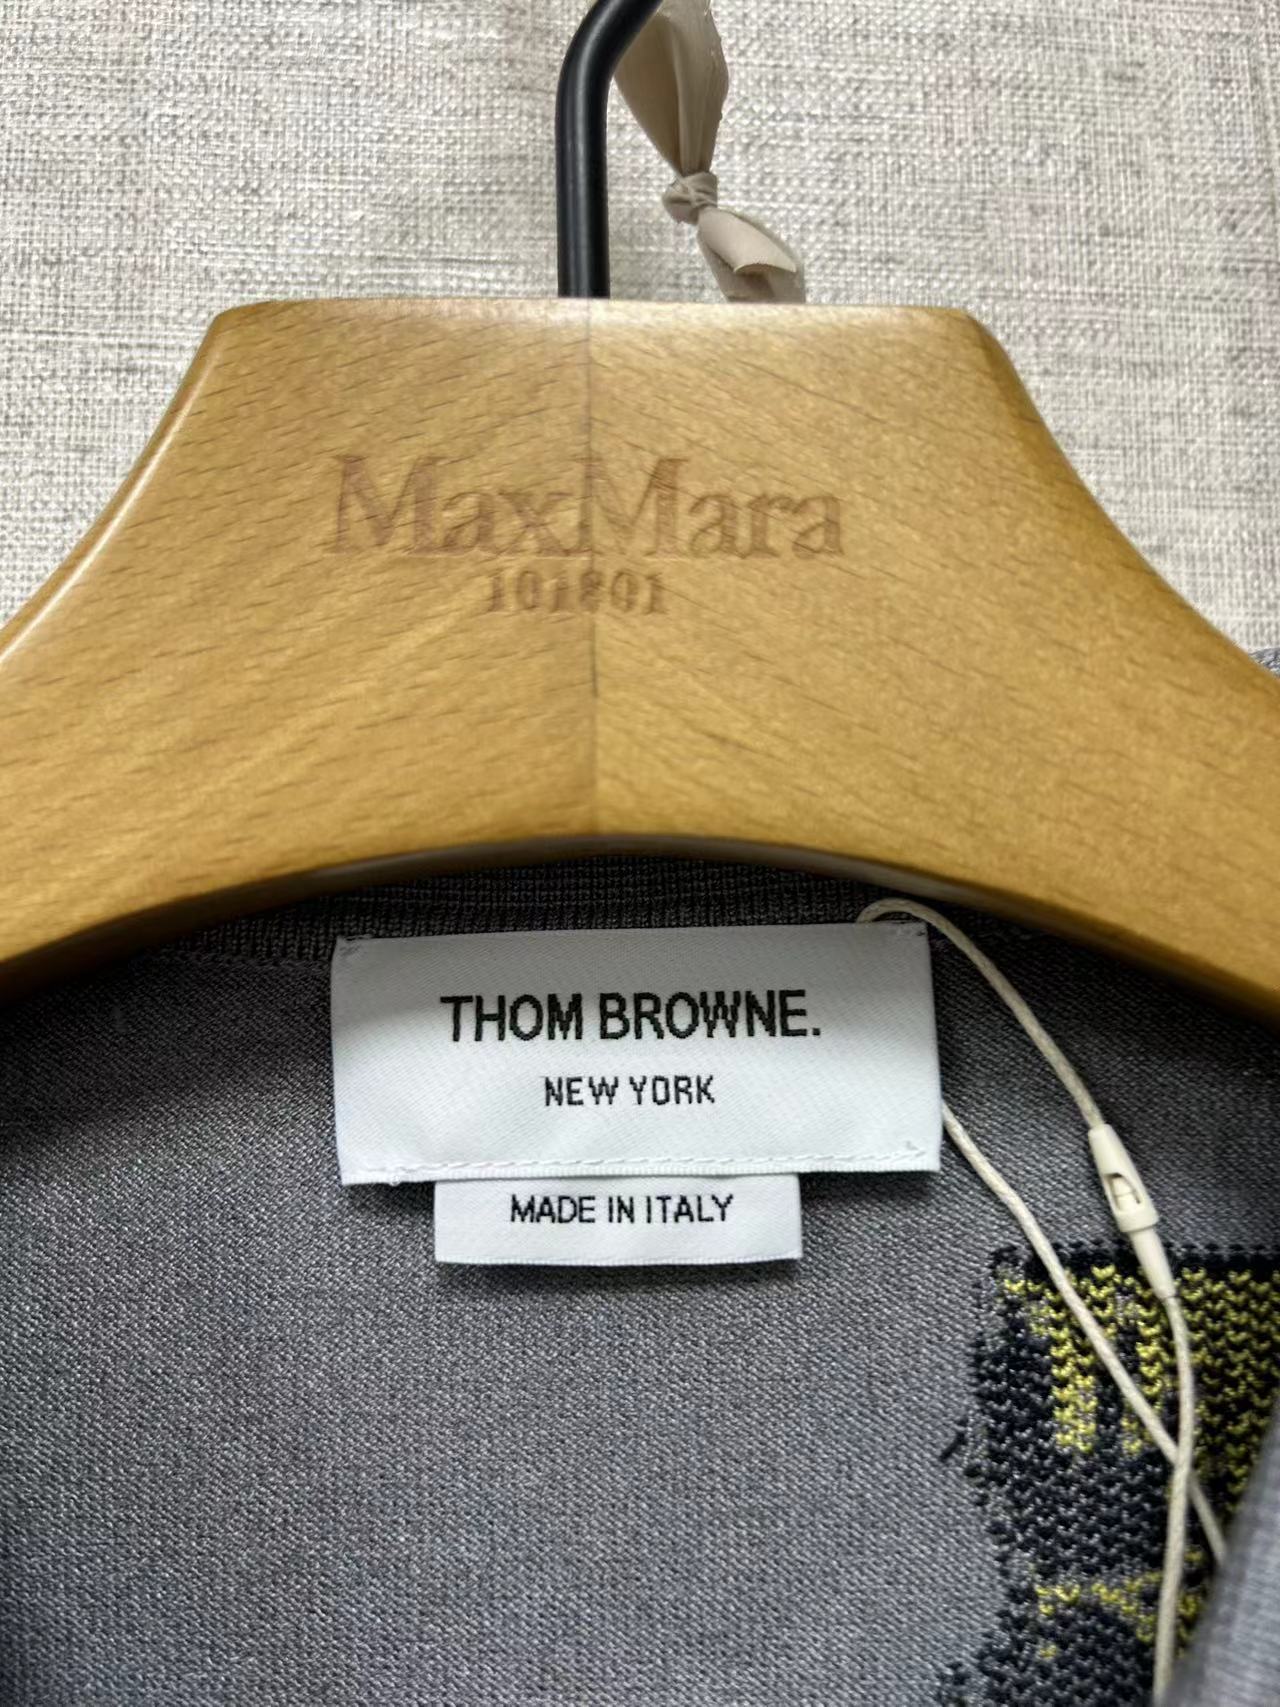 MaxMara
101801
THOM BROWNE.
NEW YORK
MADE IN ITALY